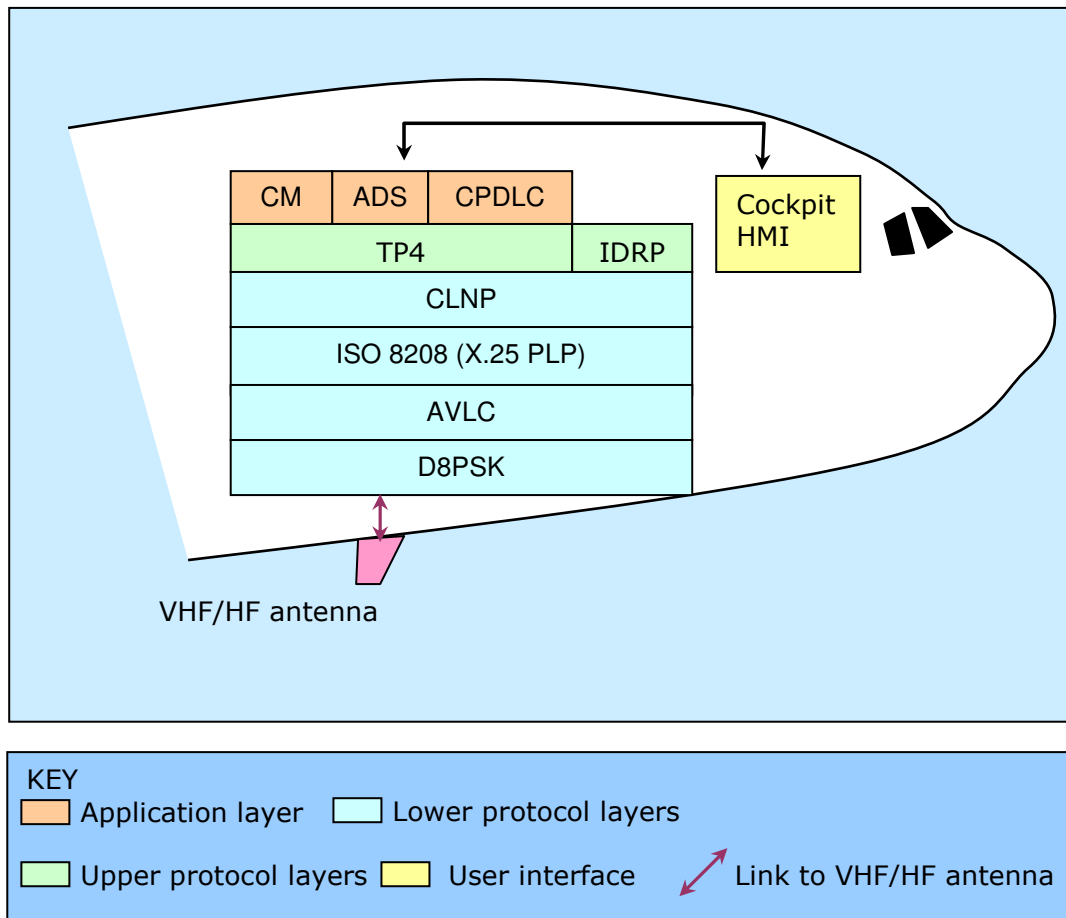 CM ADS CPDLC
Cockpit
HMI
TP4 IDRP
CLNP
ISO 8208 (X.25 PLP)
AVLC
D8PSK
VHF/HF antenna
KEY
Application layer Lower protocol layers
Upper protocol layers User interface Link to VHF/HF antenna